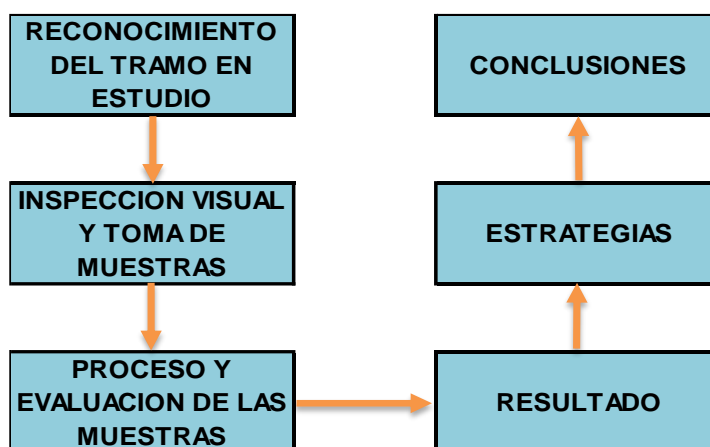 RECONOCIMIENTO
DEL TRAMO EN
ESTUDIO
INSPECCION VISUAL
Y TOMA DE
MUESTRAS
PROCESO Y
EVALUACION DE LAS
MUESTRAS
RESULTADO
ESTRATEGIAS
CONCLUSIONES